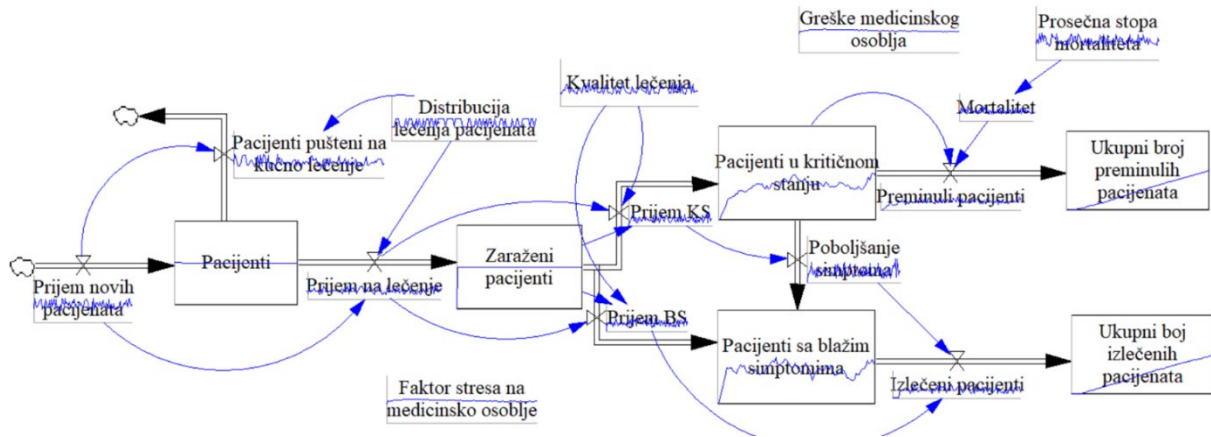 Greške medicinskog
osoblja
Prosečna stopa
mortaliteta
Kvalitet lečenja
Distribucija
lečenja pacijenata
Mortalitet
Pacijenti pušteni na
kućno lečenje
Pacijenti u kritičnom
stanju
Ukupni broj
preminulih
pacijenata
Preminuli pacijenti
Prijem KS
Pacijenti
Zaraženi
pacijenti
Poboljšanje
simptoma
Prijem novih
pacijenata
Prijem na lečenje
Prijem BS
Pacijenti sa blažim
simptomima
Ukupni boj
izlečenih
pacijenata
Izlečeni pacijenti
Faktor stresa na
medicinsko osoblje